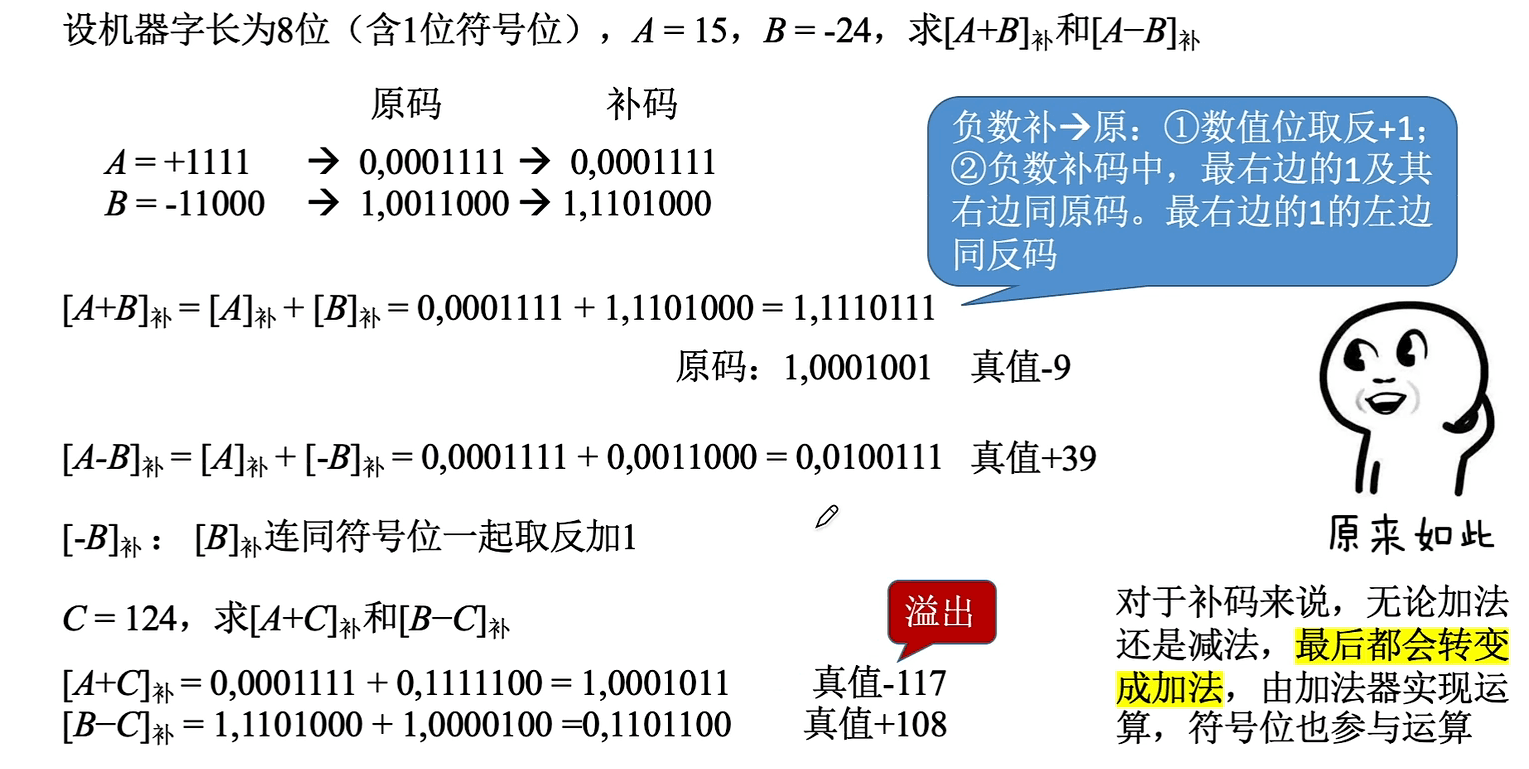 设机器字长为8位（含1位符号位），A = 15，B = -24，求[A+B]补和[A−B]补
原码 补码
A = +1111 → 0,0001111 → 0,0001111
B = -11000 → 1,0011000 → 1,1101000
负数补→原：①数值位取反+1；
②负数补码中，最右边的1及其
右边同原码。最右边的1的左边
同反码
[A+B]补 = [A]补 + [B]补 = 0,0001111 + 1,1101000 = 1,1110111
原码：1,0001001 真值-9
[A-B]补 = [A]补 + [-B]补 = 0,0001111 + 0,0011000 = 0,0100111 真值+39
[-B]补： [B]补连同符号位一起取反加1
原来如此
C = 124，求[A+C]补和[B−C]补
溢出
[A+C]补 = 0,0001111 + 0,1111100 = 1,0001011 真值-117
[B−C]补 = 1,1101000 + 1,0000100 =0,1101100 真值+108
对于补码来说，无论加法
还是减法，最后都会转变
成加法，由加法器实现运
算，符号位也参与运算